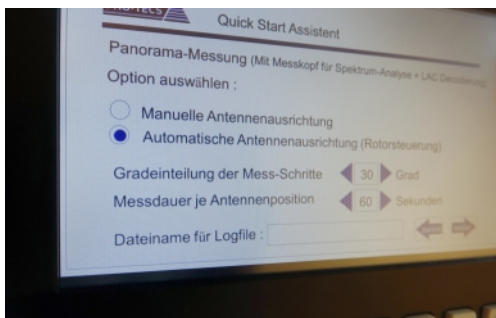 Quick Start Assistent
Panorama-Messung (Mit Messkopf für Spektrum-Analyse + LAC Decodierung)
Option auswählen :
Manuelle Antennenausrichtung
Automatische Antennenausrichtung (Rotorsteuerung)
Gradeinteilung der Mess-Schritte 30 Grad
Messdauer je Antennenposition 60 Sekunden
Dateiname für Logfile :